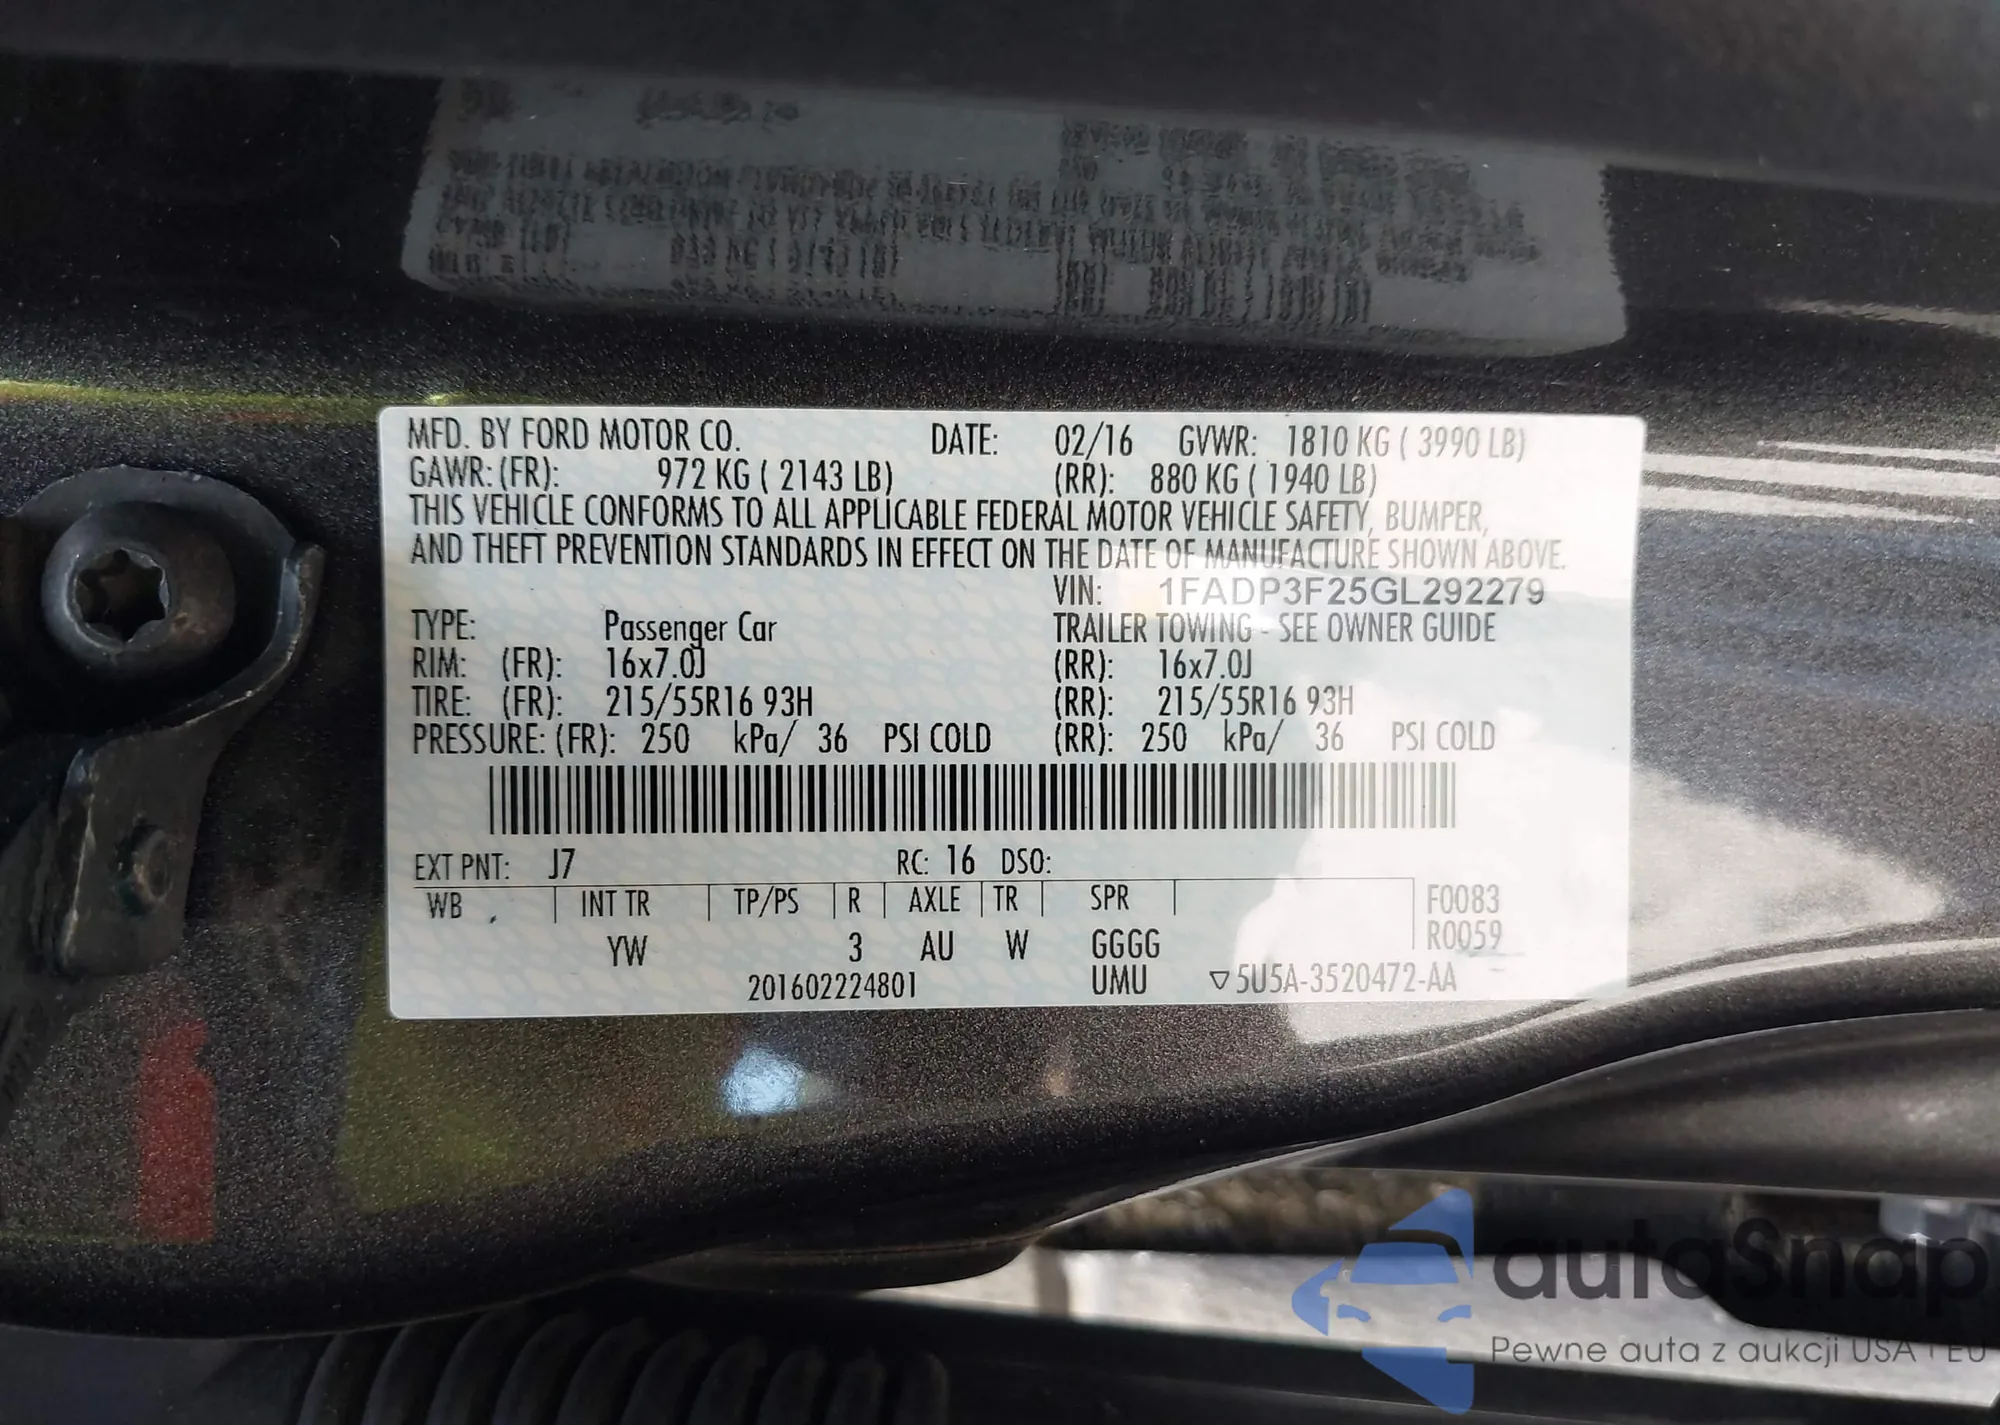 MFD. BY FORD MOTOR CO. DATE: 02/16 GVWR: 1810 KG ( 3990 LB)
GAWR: (FR): 972 KG ( 2143 LB) (RR): 880 KG ( 1940 LB)
THIS VEHICLE CONFORMS TO ALL APPLICABLE FEDERAL MOTOR VEHICLE SAFETY, BUMPER,
AND THEFT PREVENTION STANDARDS IN EFFECT ON THE DATE OF MANUFACTURE SHOWN ABOVE.
VIN: 1FADP3F25GL292279
TYPE: Passenger Car TRAILER TOWING - SEE OWNER GUIDE
RIM: (FR): 16x7.0J (RR): 16x7.0J
TIRE: (FR): 215/55R16 93H (RR): 215/55R16 93H
PRESSURE: (FR): 250 kPa/ 36 PSI COLD (RR): 250 kPa/ 36 PSI COLD
EXT PNT: J7 RC: 16 DSO:
WB INT TR TP/PS R AXLE TR SPR F0083
R0059
YW 3 AU W GGGG
201602224801 UMU ▽5U5A-3520472-AA
autaSnap
Pewne auta z aukcji USA i EU